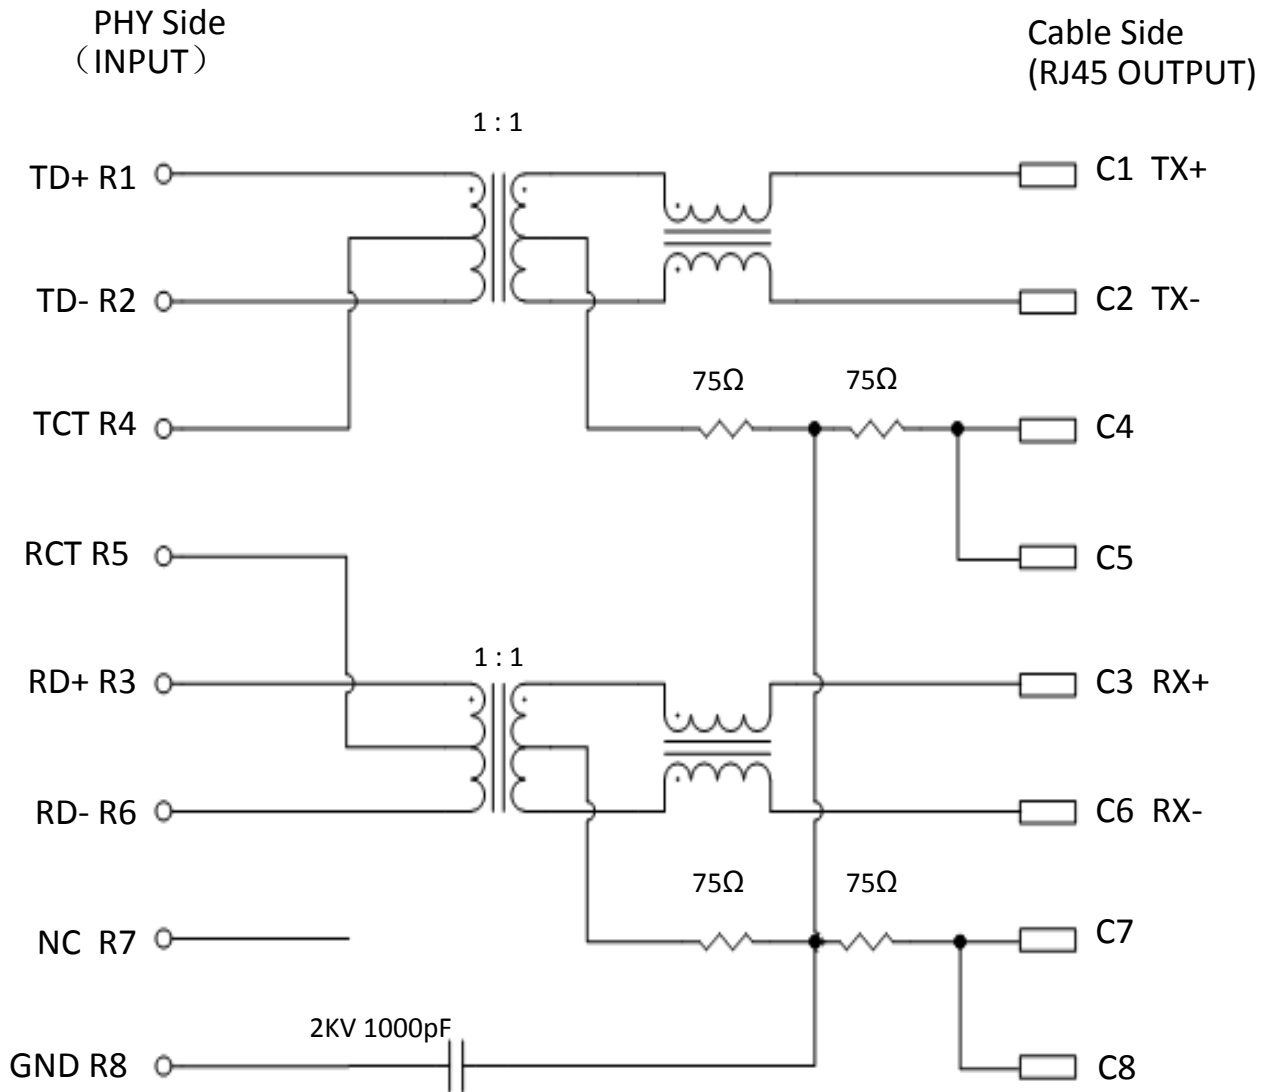 PHY Side
（INPUT）
Cable Side
(RJ45 OUTPUT)
1 : 1
TD+ R1
C1 TX+
TD- R2
C2 TX-
75Ω
75Ω
TCT R4
C4
RCT R5
C5
1 : 1
RD+ R3
C3 RX+
RD- R6
C6 RX-
75Ω
75Ω
NC R7
C7
2KV 1000pF
GND R8
C8